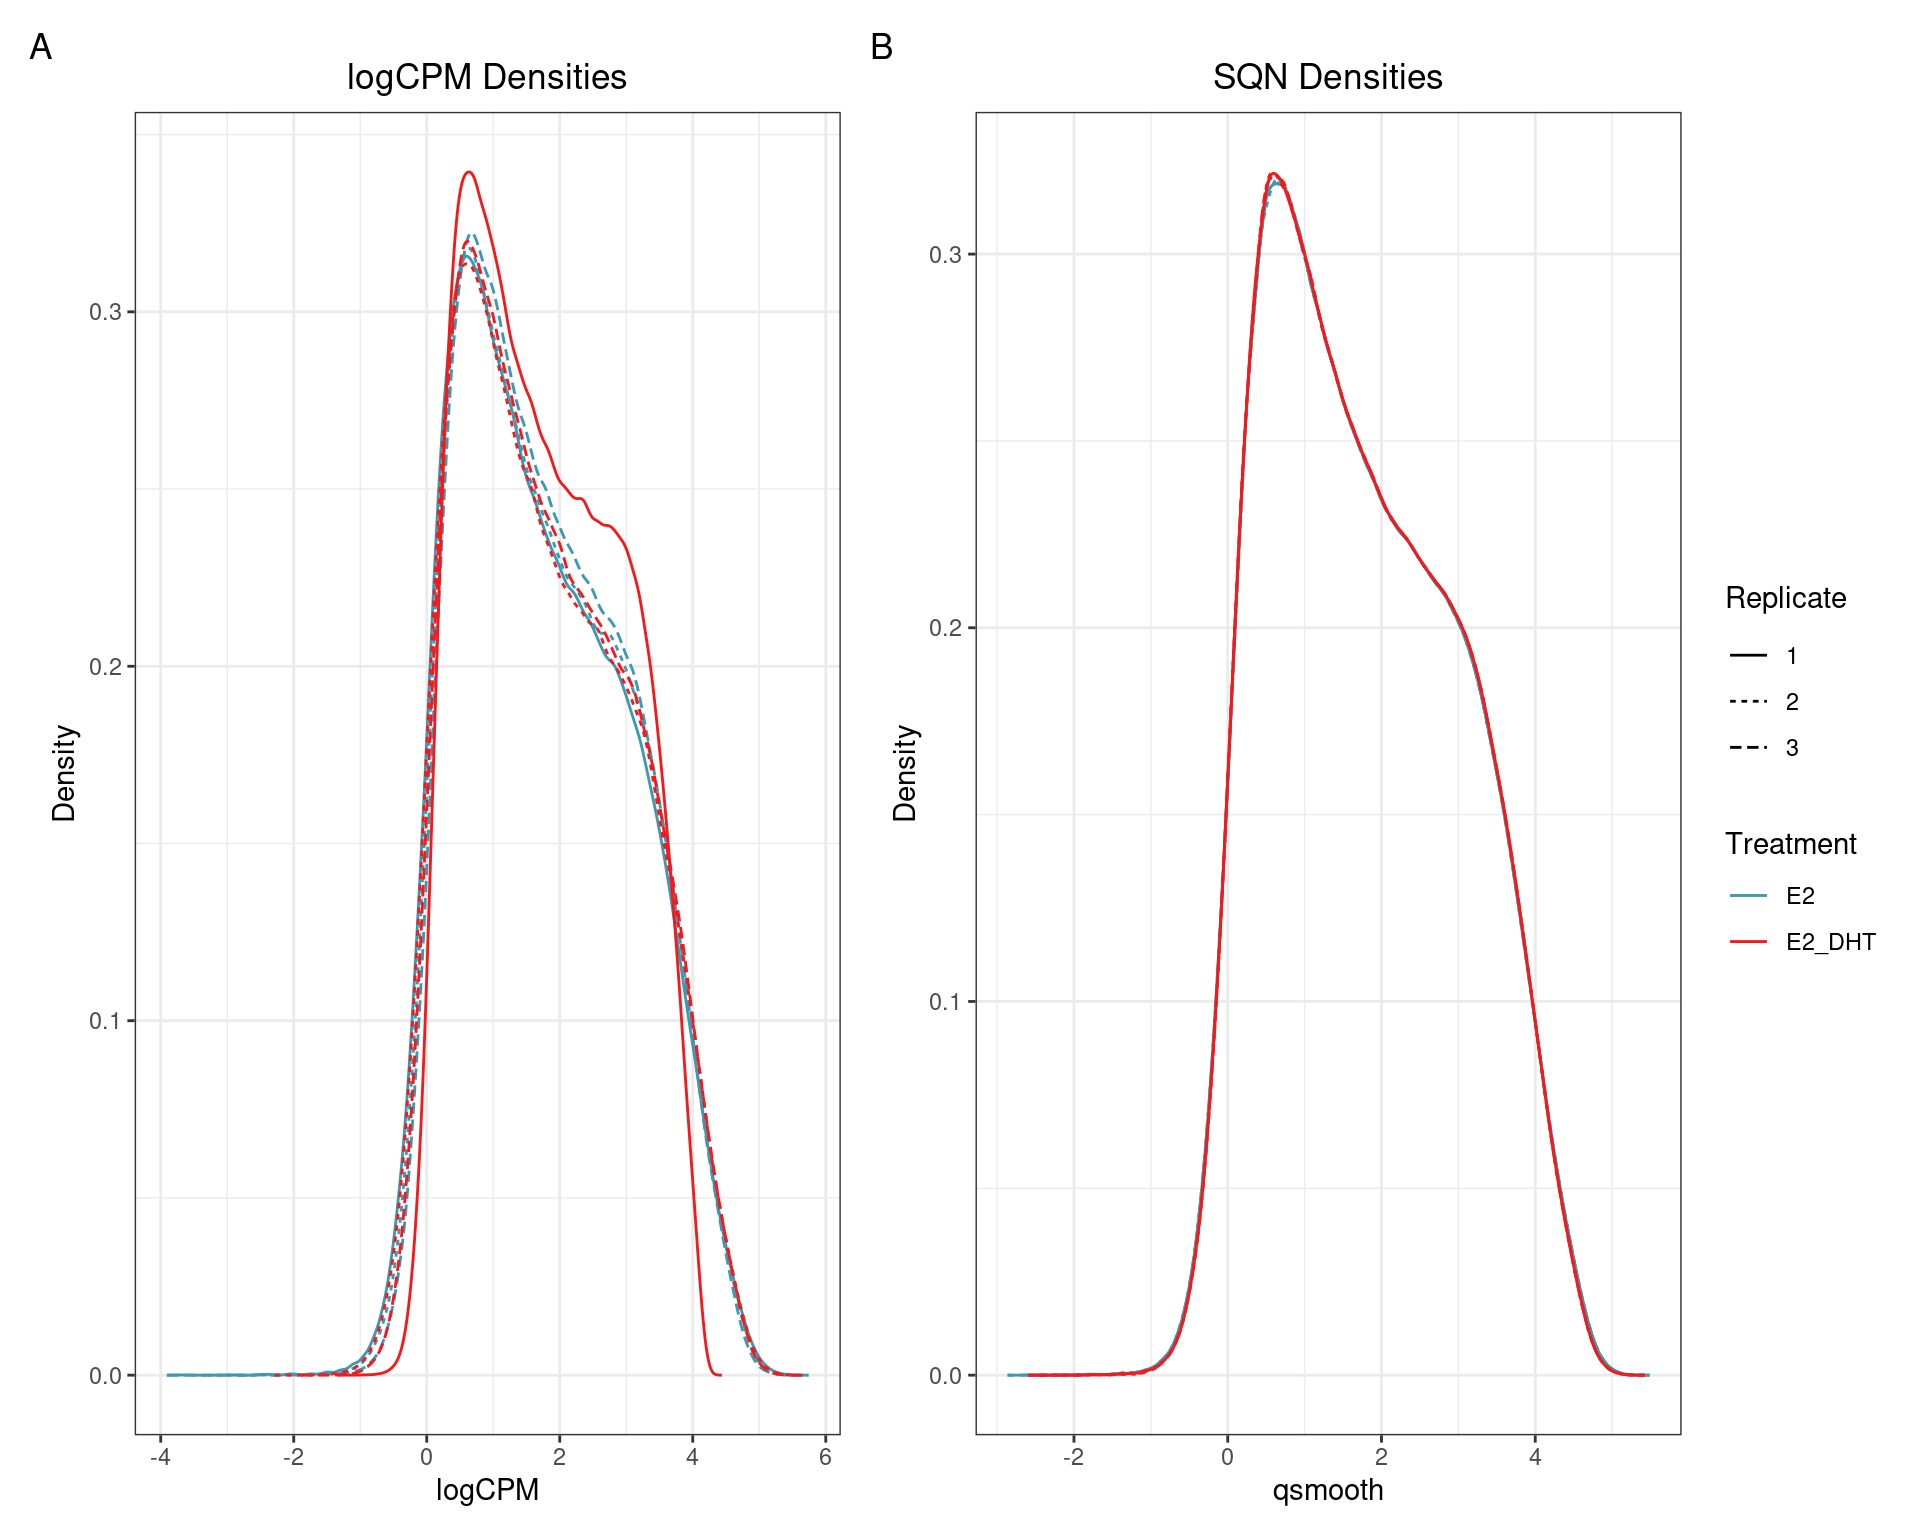 A
logCPM Densities
0.3
0.2
0.1
0.0
Density
-4 -2 0 2 4 6
logCPM
B
SQN Densities
0.3
0.2
0.1
0.0
Density
-2 0 2 4
qsmooth
Replicate
1
2
3
Treatment
E2
E2_DHT